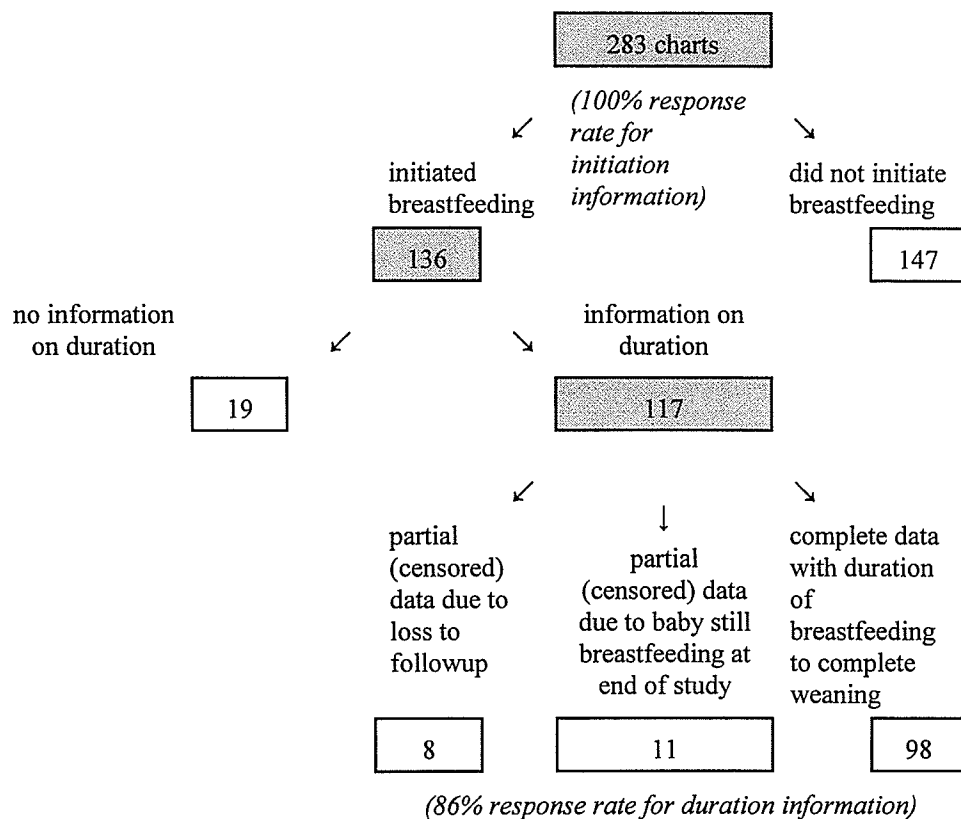 283 charts
(100% response
rate for
initiation
information)
initiated
breastfeeding
136
did not initiate
breastfeeding
147
no information
on duration
19
information on
duration
117
partial
(censored)
data due to
loss to
followup
8
partial
(censored) data
due to baby still
breastfeeding at
end of study
11
complete data
with duration
of
breastfeeding
to complete
weaning
98
(86% response rate for duration information)